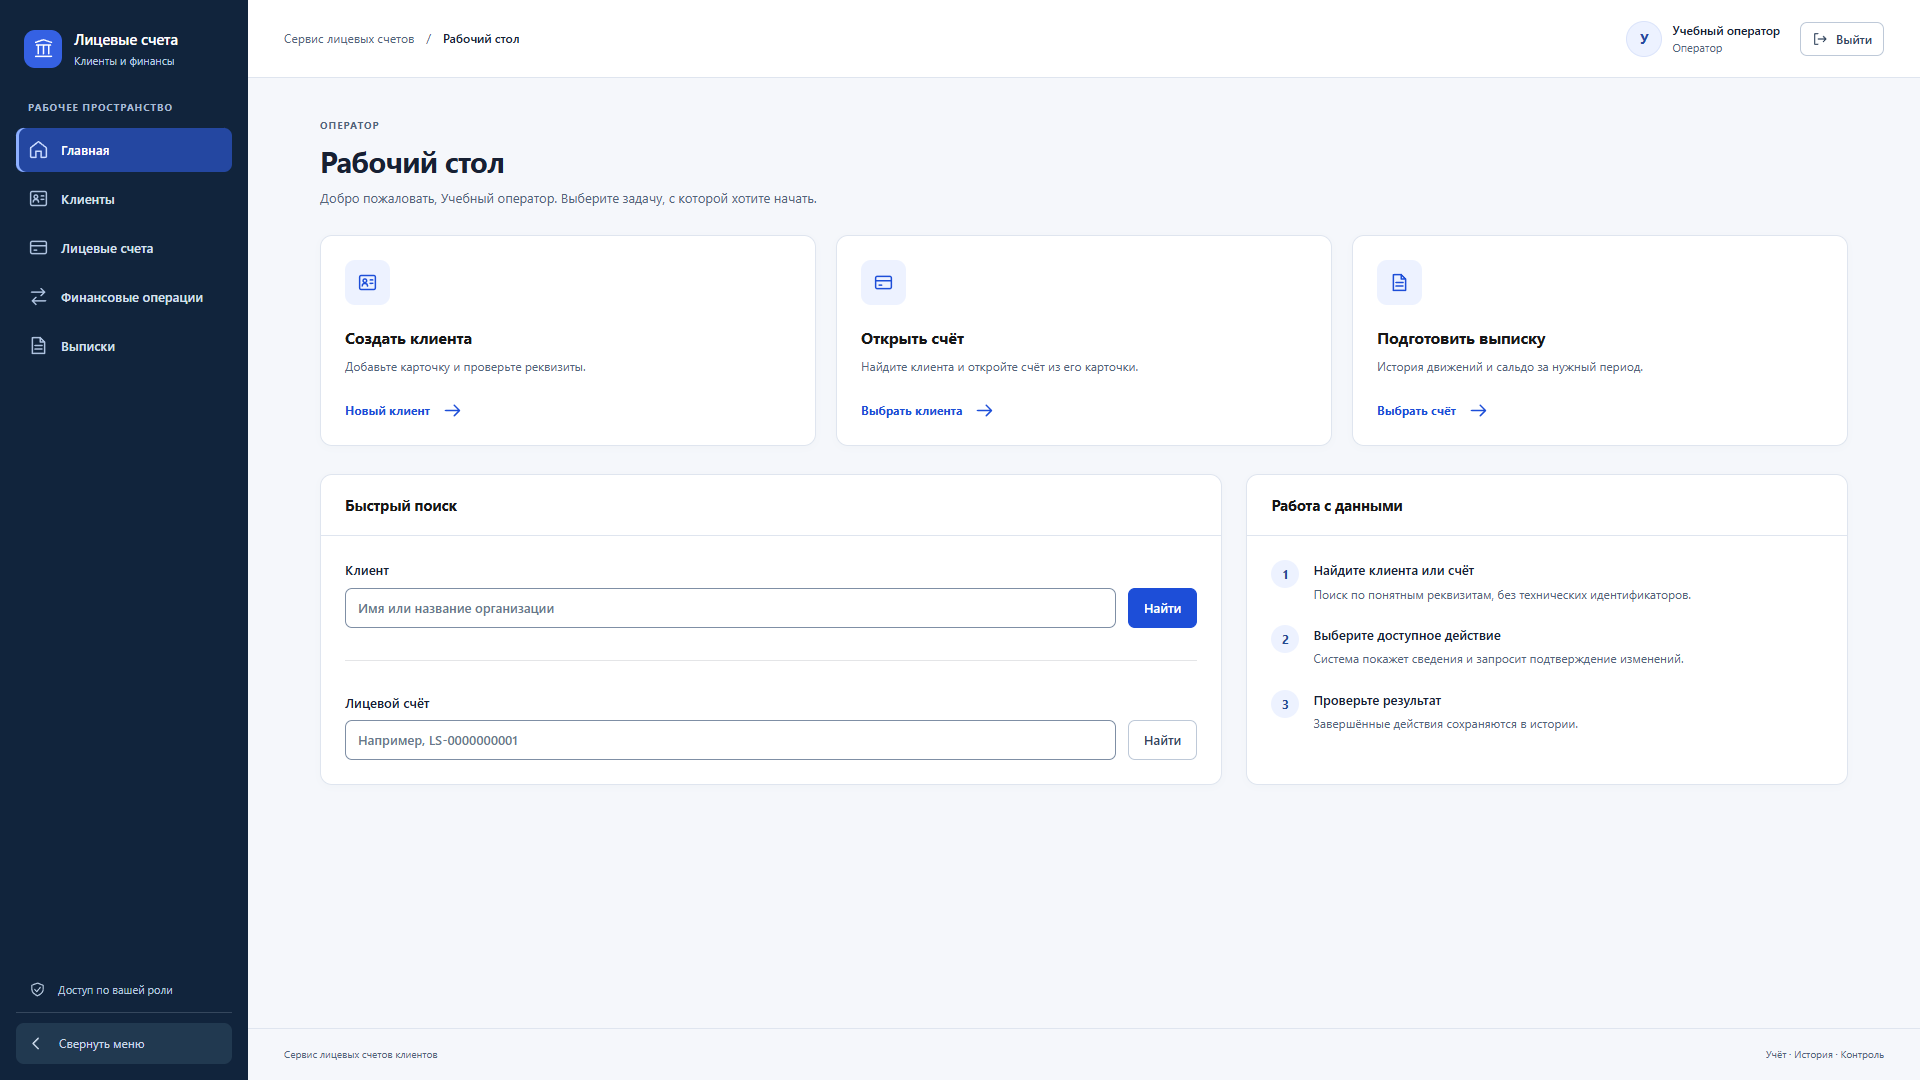 Лицевые счета
Клиенты и финансы
РАБОЧЕЕ ПРОСТРАНСТВО
Главная
Клиенты
Лицевые счета
Финансовые операции
Выписки
Доступ по вашей роли
Свернуть меню
Сервис лицевых счетов / Рабочий стол
У
Учебный оператор
Оператор
Выйти
ОПЕРАТОР
Рабочий стол
Добро пожаловать, Учебный оператор. Выберите задачу, с которой хотите начать.
Создать клиента
Добавьте карточку и проверьте реквизиты.
Новый клиент
Открыть счёт
Найдите клиента и откройте счёт из его карточки.
Выбрать клиента
Подготовить выписку
История движений и сальдо за нужный период.
Выбрать счёт
Быстрый поиск
Клиент
Имя или название организации
Найти
Лицевой счёт
Например, LS-0000000001
Найти
Работа с данными
1
Найдите клиента или счёт
Поиск по понятным реквизитам, без технических идентификаторов.
2
Выберите доступное действие
Система покажет сведения и запросит подтверждение изменений.
3
Проверьте результат
Завершённые действия сохраняются в истории.
Сервис лицевых счетов клиентов
Учёт · История · Контроль